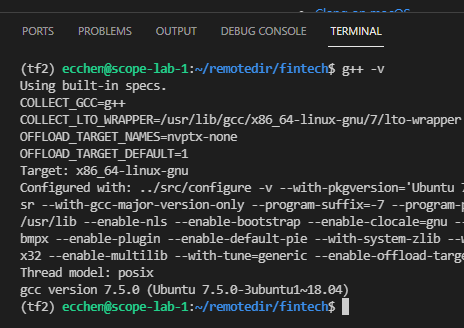 Clang on macOS
PORTS PROBLEMS OUTPUT DEBUG CONSOLE TERMINAL
(tf2) ecchen@scope-lab-1:~/remotedir/fintech$ g++ -v
Using built-in specs.
COLLECT_GCC=g++
COLLECT_LTO_WRAPPER=/usr/lib/gcc/x86_64-linux-gnu/7/lto-wrapper
OFFLOAD_TARGET_NAMES=nvptx-none
OFFLOAD_TARGET_DEFAULT=1
Target: x86_64-linux-gnu
Configured with: ../src/configure -v --with-pkgversion='Ubuntu 7
sr --with-gcc-major-version-only --program-suffix=-7 --program-p
/usr/lib --enable-nls --enable-bootstrap --enable-clocale=gnu --
bmpx --enable-plugin --enable-default-pie --with-system-zlib --w
x32 --enable-multilib --with-tune=generic --enable-offload-targe
Thread model: posix
gcc version 7.5.0 (Ubuntu 7.5.0-3ubuntu1~18.04)
(tf2) ecchen@scope-lab-1:~/remotedir/fintech$